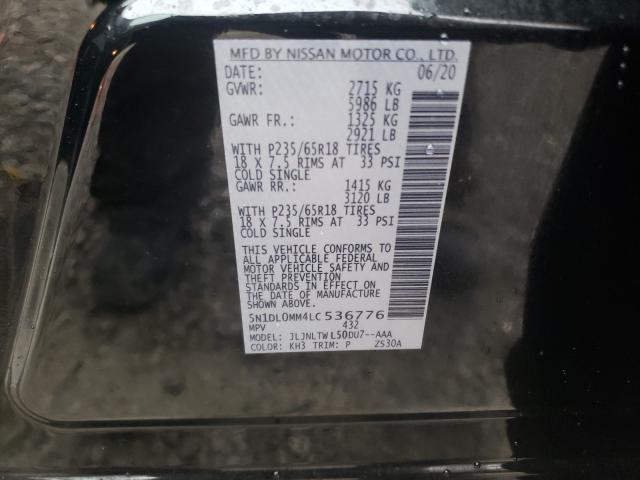 MFD BY NISSAN MOTOR CO., LTD.
DATE: 06/20
GVWR: 2715 KG
5986 LB
GAWR FR.: 1325 KG
2921 LB
WITH P235/65R18 TIRES
18 X 7.5 RIMS AT 33 PSI
COLD SINGLE
GAWR RR.: 1415 KG
3120 LB
WITH P235/65R18 TIRES
18 X 7.5 RIMS AT 33 PSI
COLD SINGLE
THIS VEHICLE CONFORMS TO
ALL APPLICABLE FEDERAL
MOTOR VEHICLE SAFETY AND
THEFT PREVENTION
STANDARDS IN EFFECT ON
THE DATE OF MANUFACTURE
SHOWN ABOVE.
5N1DL0MM4LC536776
MPV 432
MODEL: JLJNLTWL50DU7--AAA
COLOR: KH3 TRIM: P ZS30A